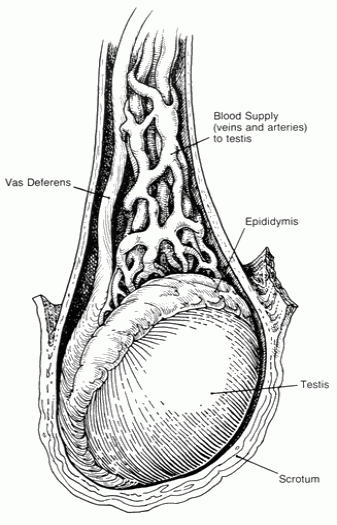 Blood Supply
(veins and arteries)
to testis
Vas Deferens
Epididymis
Testis
Scrotum